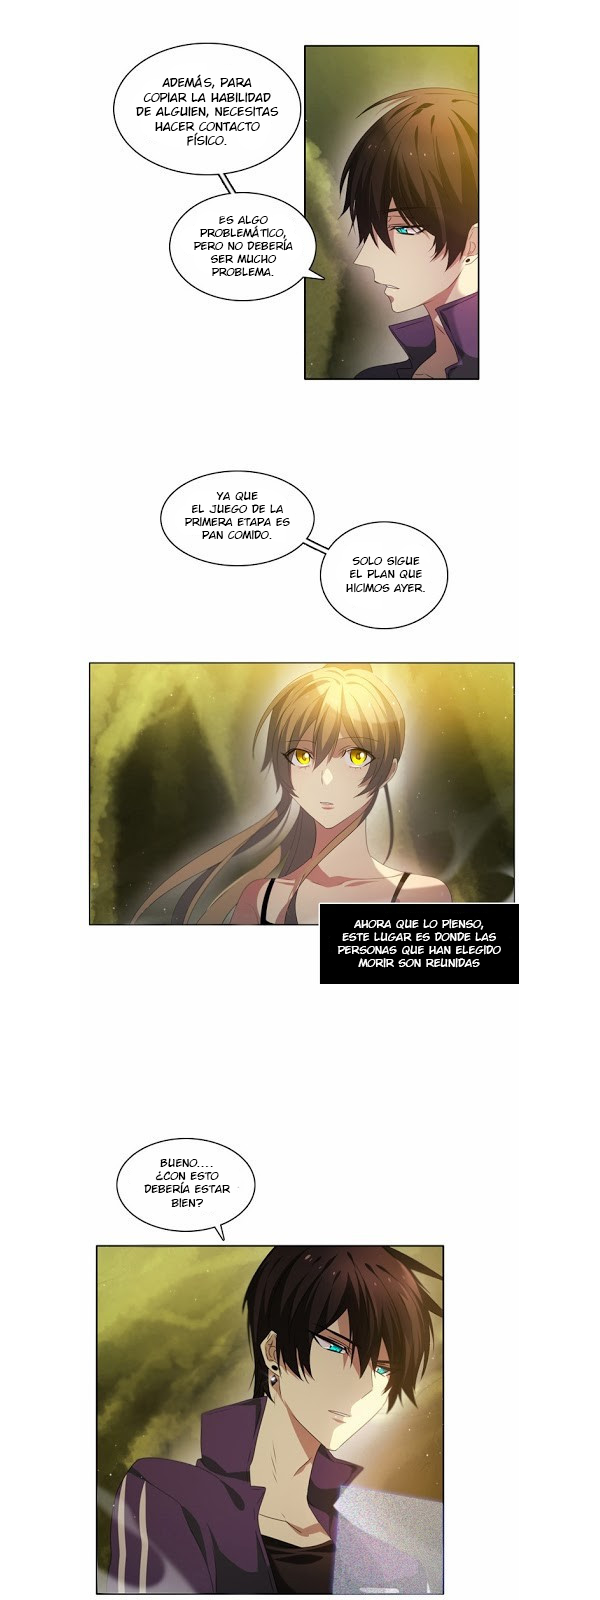 ADEMÁS, PARA
COPIAR LA HABILIDAD
DE ALGUIEN, NECESITAS
HACER CONTACTO
FÍSICO.
ES ALGO
PROBLEMÁTICO,
PERO NO DEBERÍA
SER MUCHO
PROBLEMA.
YA QUE
EL JUEGO DE LA
PRIMERA ETAPA ES
PAN COMIDO.
SOLO SIGUE
EL PLAN QUE
HICIMOS AYER.
AHORA QUE LO PIENSO,
ESTE LUGAR ES DONDE LAS
PERSONAS QUE HAN ELEGIDO
MORIR SON REUNIDAS
BUENO....
¿CON ESTO
DEBERÍA ESTAR
BIEN?